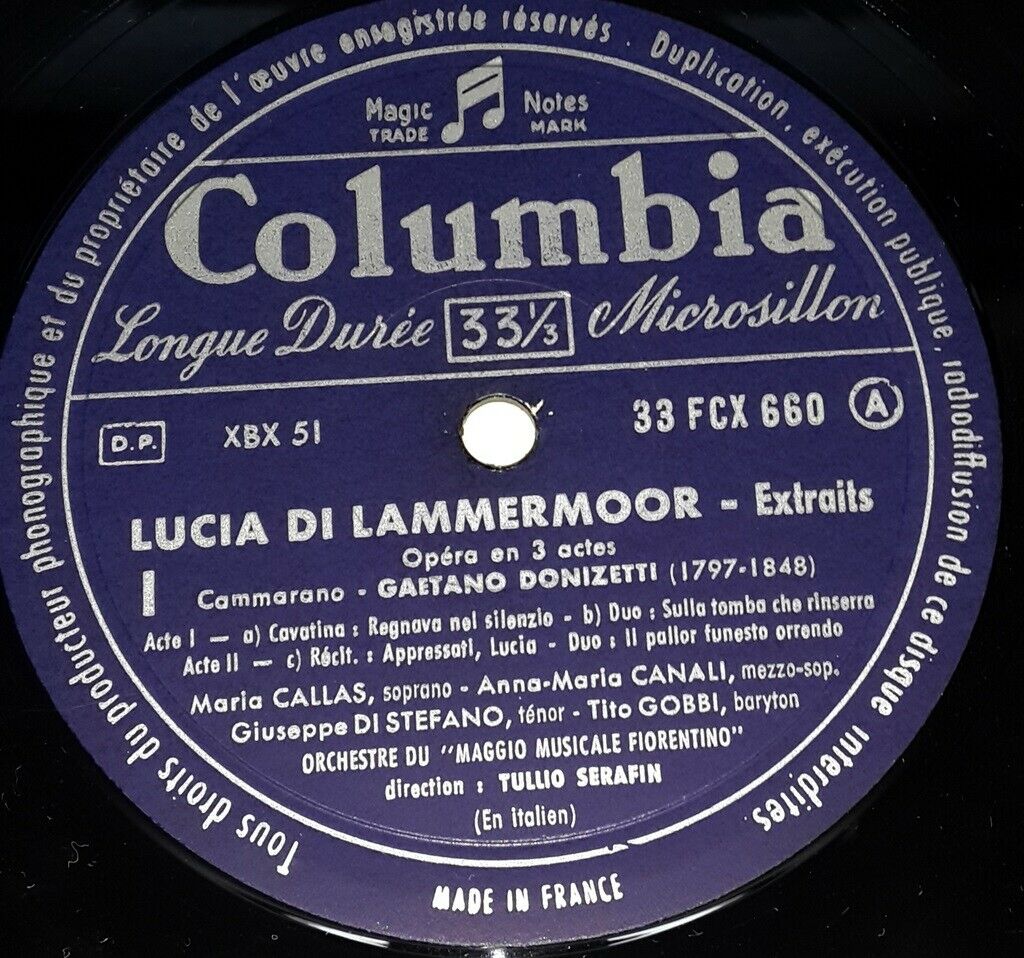 Tous droits du producteur phonographique et du propriétaire de l'œuvre enregistrée réservés . Duplication, exécution publique, radiodiffusion de ce disque interdites.
Magic Notes
TRADE MARK
Columbia
Longue Durée 33⅓ Microsillon
D.P. XBX 51 33 FCX 660 A
LUCIA DI LAMMERMOOR - Extraits
Opéra en 3 actes
I Cammarano - GAETANO DONIZETTI (1797-1848)
Acte I — a) Cavatina : Regnava nel silenzio - b) Duo : Sulla tomba che rinserra
Acte II — c) Récit. : Appressati, Lucia - Duo : Il pallor funesto orrendo
Maria CALLAS, soprano - Anna-Maria CANALI, mezzo-sop.
Giuseppe DI STEFANO, ténor - Tito GOBBI, baryton
ORCHESTRE DU "MAGGIO MUSICALE FIORENTINO"
direction : TULLIO SERAFIN
(En italien)
MADE IN FRANCE